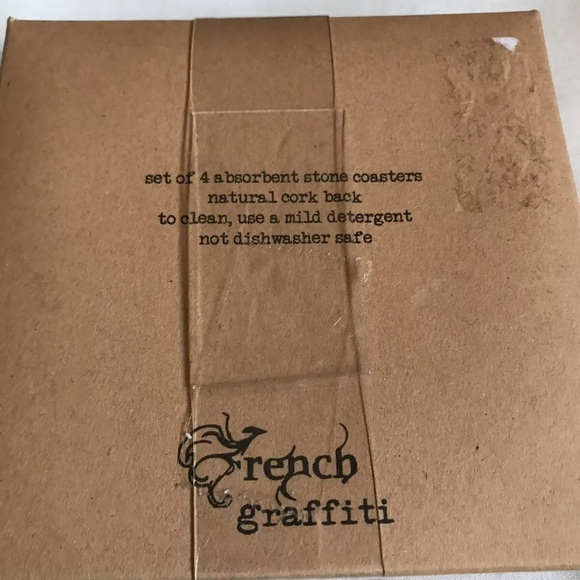 set of 4 absorbent stone coasters
natural cork back
to clean, use a mild detergent
not dishwasher safe
French
graffiti